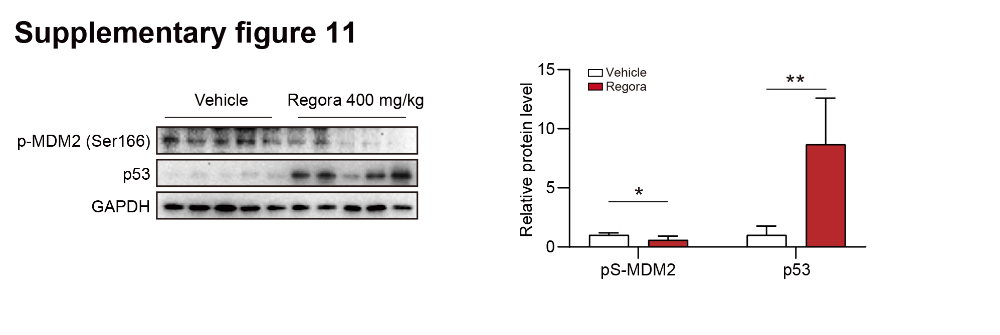 Supplementary figure 11
Vehicle
Regora 400 mg/kg
p-MDM2 (Ser166)
p53
GAPDH
Relative protein level
15
10
5
0
Vehicle
Regora
*
**
pS-MDM2
p53